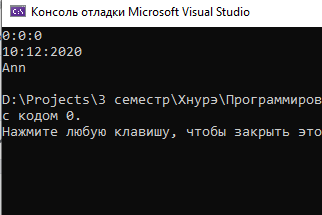 Консоль отладки Microsoft Visual Studio
0:0:0
10:12:2020
Ann
D:\Projects\3 семестр\Хнурэ\Программиров
с кодом 0.
Нажмите любую клавишу, чтобы закрыть это